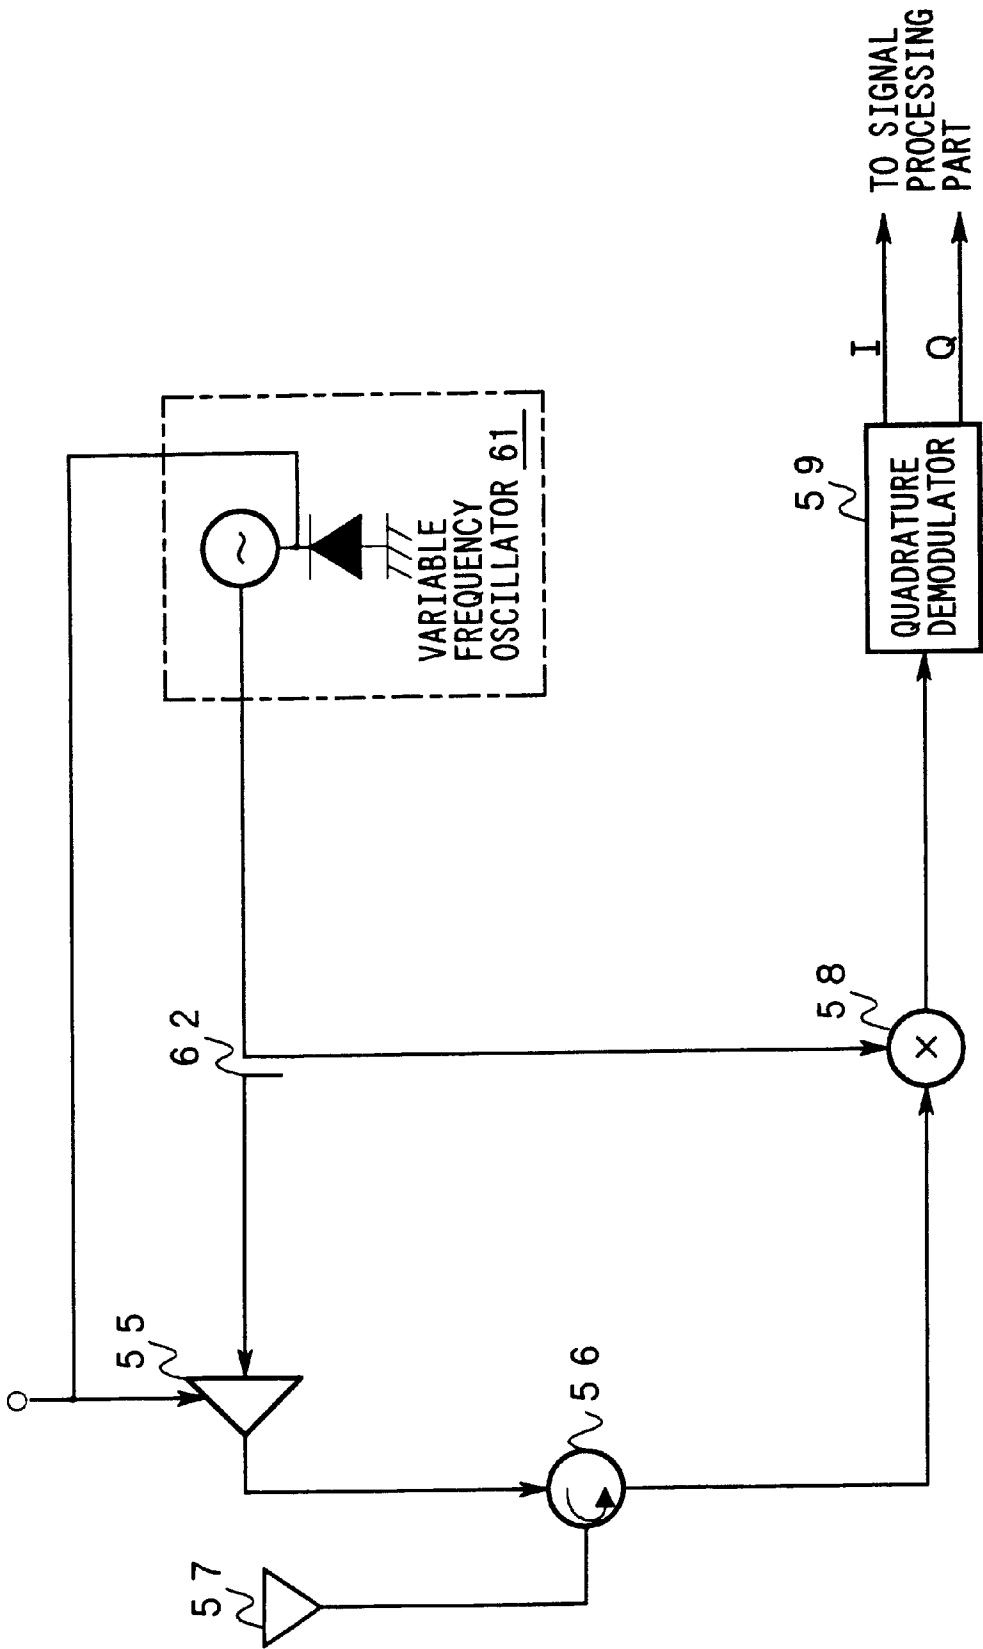 57
55
56
62
VARIABLE
FREQUENCY
OSCILLATOR 61
58
59
QUADRATURE
DEMODULATOR
I
Q
TO SIGNAL
PROCESSING
PART